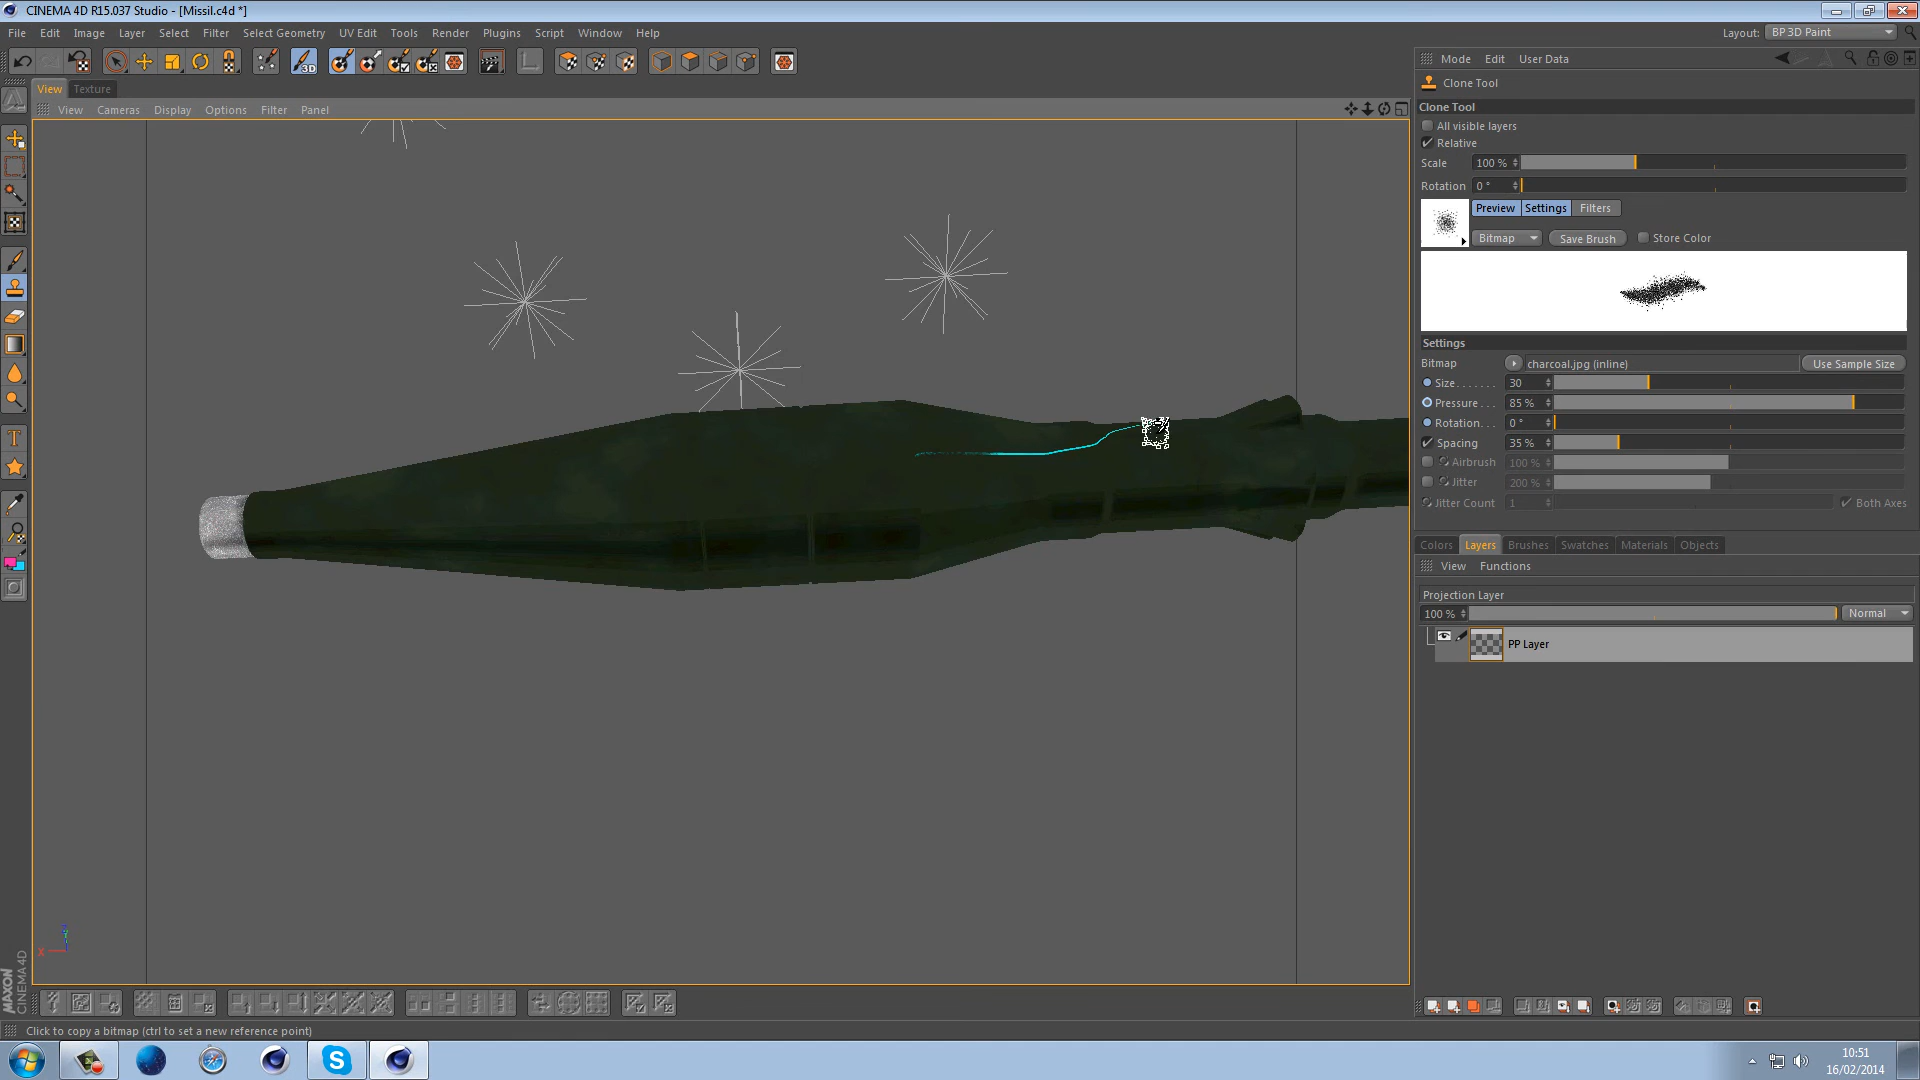 CINEMA 4D R15.037 Studio - [Missil.c4d *]
File Edit Image Layer Select Filter Select Geometry UV Edit Tools Render Plugins Script Window Help
Layout: BP 3D Paint
3D
Mode Edit User Data
View Texture
Clone Tool
View Cameras Display Options Filter Panel
Clone Tool
All visible layers
Relative
Scale 100 %
Rotation 0 °
Preview Settings Filters
Bitmap Save Brush Store Color
Settings
Bitmap charcoal.jpg (inline) Use Sample Size
Size....... 30
Pressure... 85 %
Rotation... 0 °
Spacing 35 %
Airbrush 100 %
Jitter 200 %
Jitter Count 1 Both Axes
Colors Layers Brushes Swatches Materials Objects
View Functions
Projection Layer
100 % Normal
PP Layer
X
MAXON
CINEMA 4D
Click to copy a bitmap (ctrl to set a new reference point)
10:51
16/02/2014